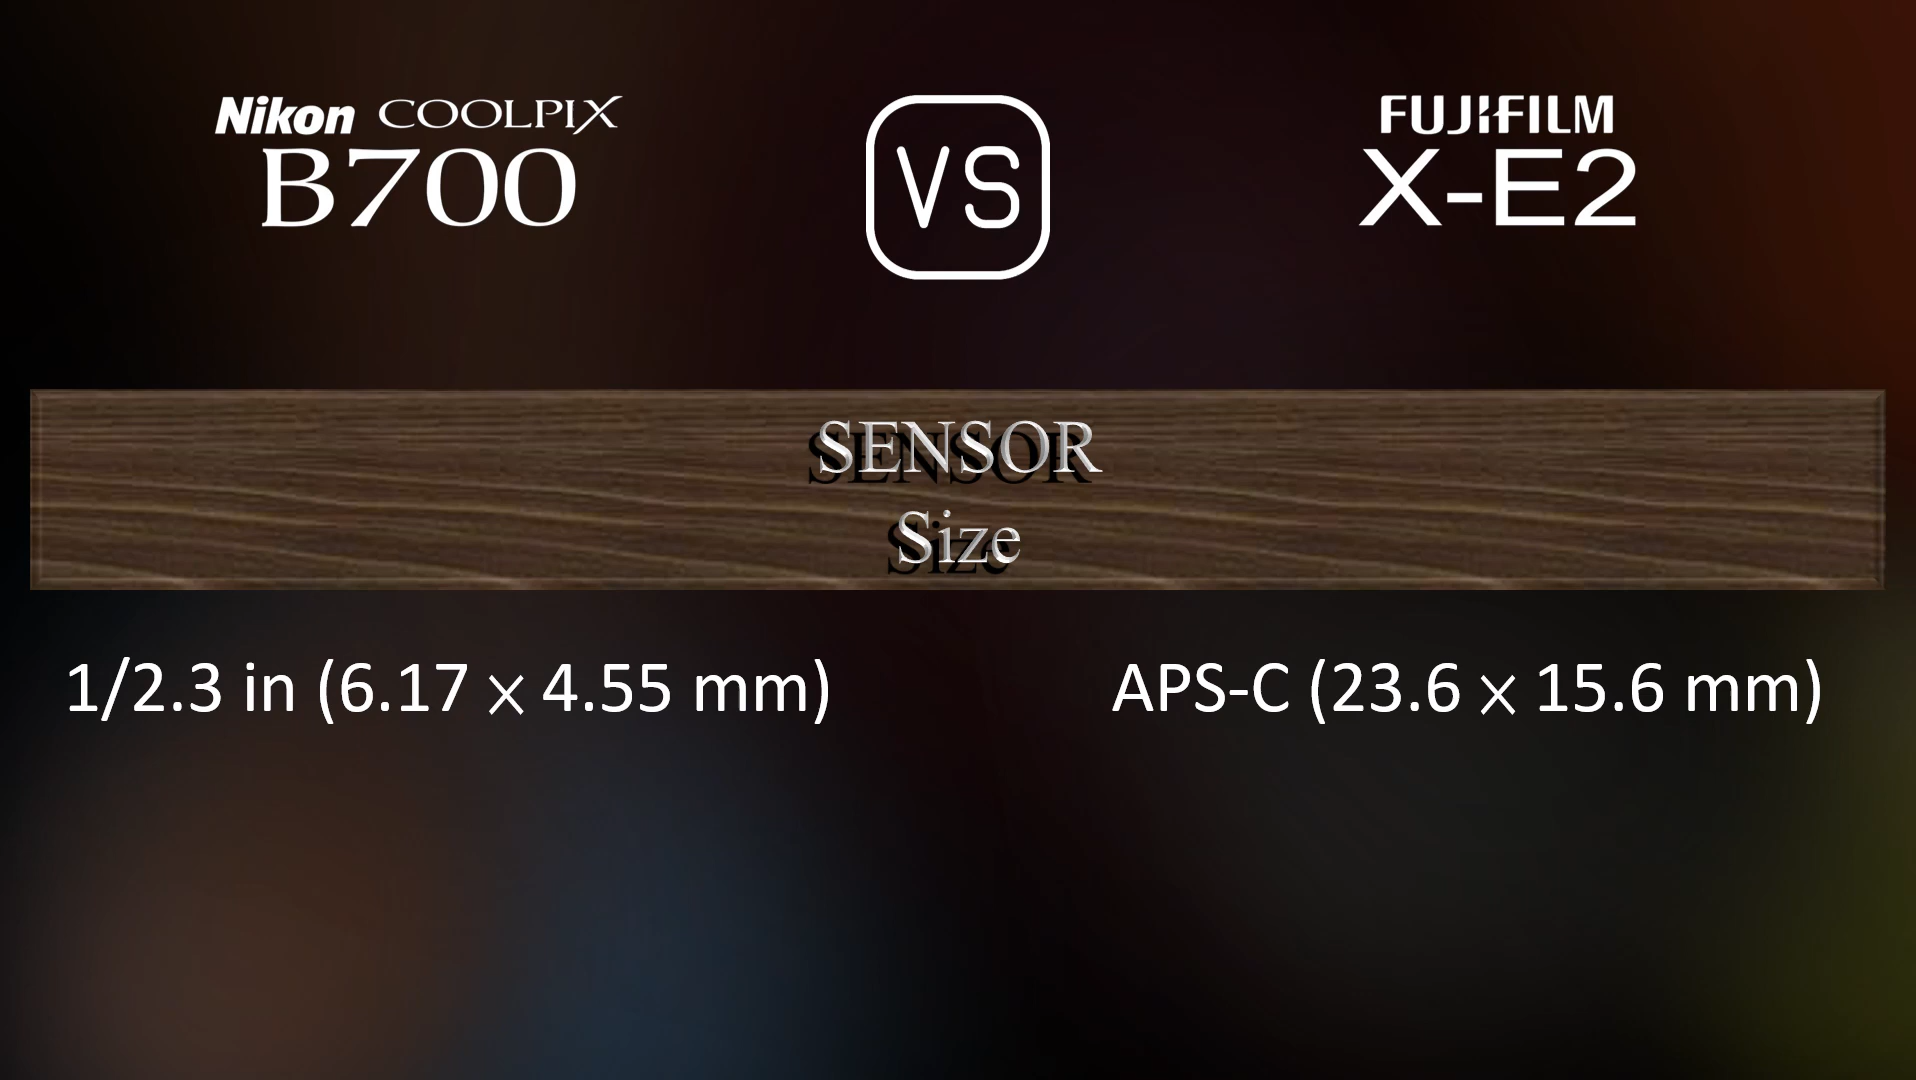 Nikon COOLPIX
B700
VS
FUJIFILM
X-E2
SENSOR
Size
1/2.3 in (6.17 x 4.55 mm)
APS-C (23.6 x 15.6 mm)